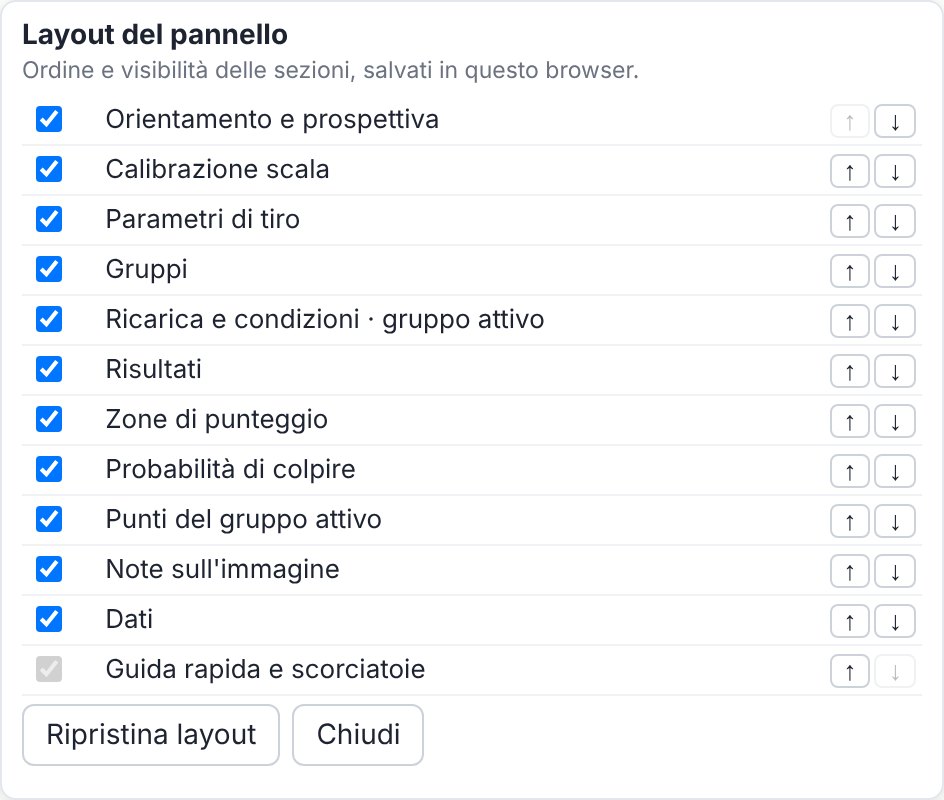 Layout del pannello
Ordine e visibilità delle sezioni, salvati in questo browser.
Orientamento e prospettiva ↑ ↓
Calibrazione scala ↑ ↓
Parametri di tiro ↑ ↓
Gruppi ↑ ↓
Ricarica e condizioni · gruppo attivo ↑ ↓
Risultati ↑ ↓
Zone di punteggio ↑ ↓
Probabilità di colpire ↑ ↓
Punti del gruppo attivo ↑ ↓
Note sull'immagine ↑ ↓
Dati ↑ ↓
Guida rapida e scorciatoie ↑ ↓
Ripristina layout Chiudi